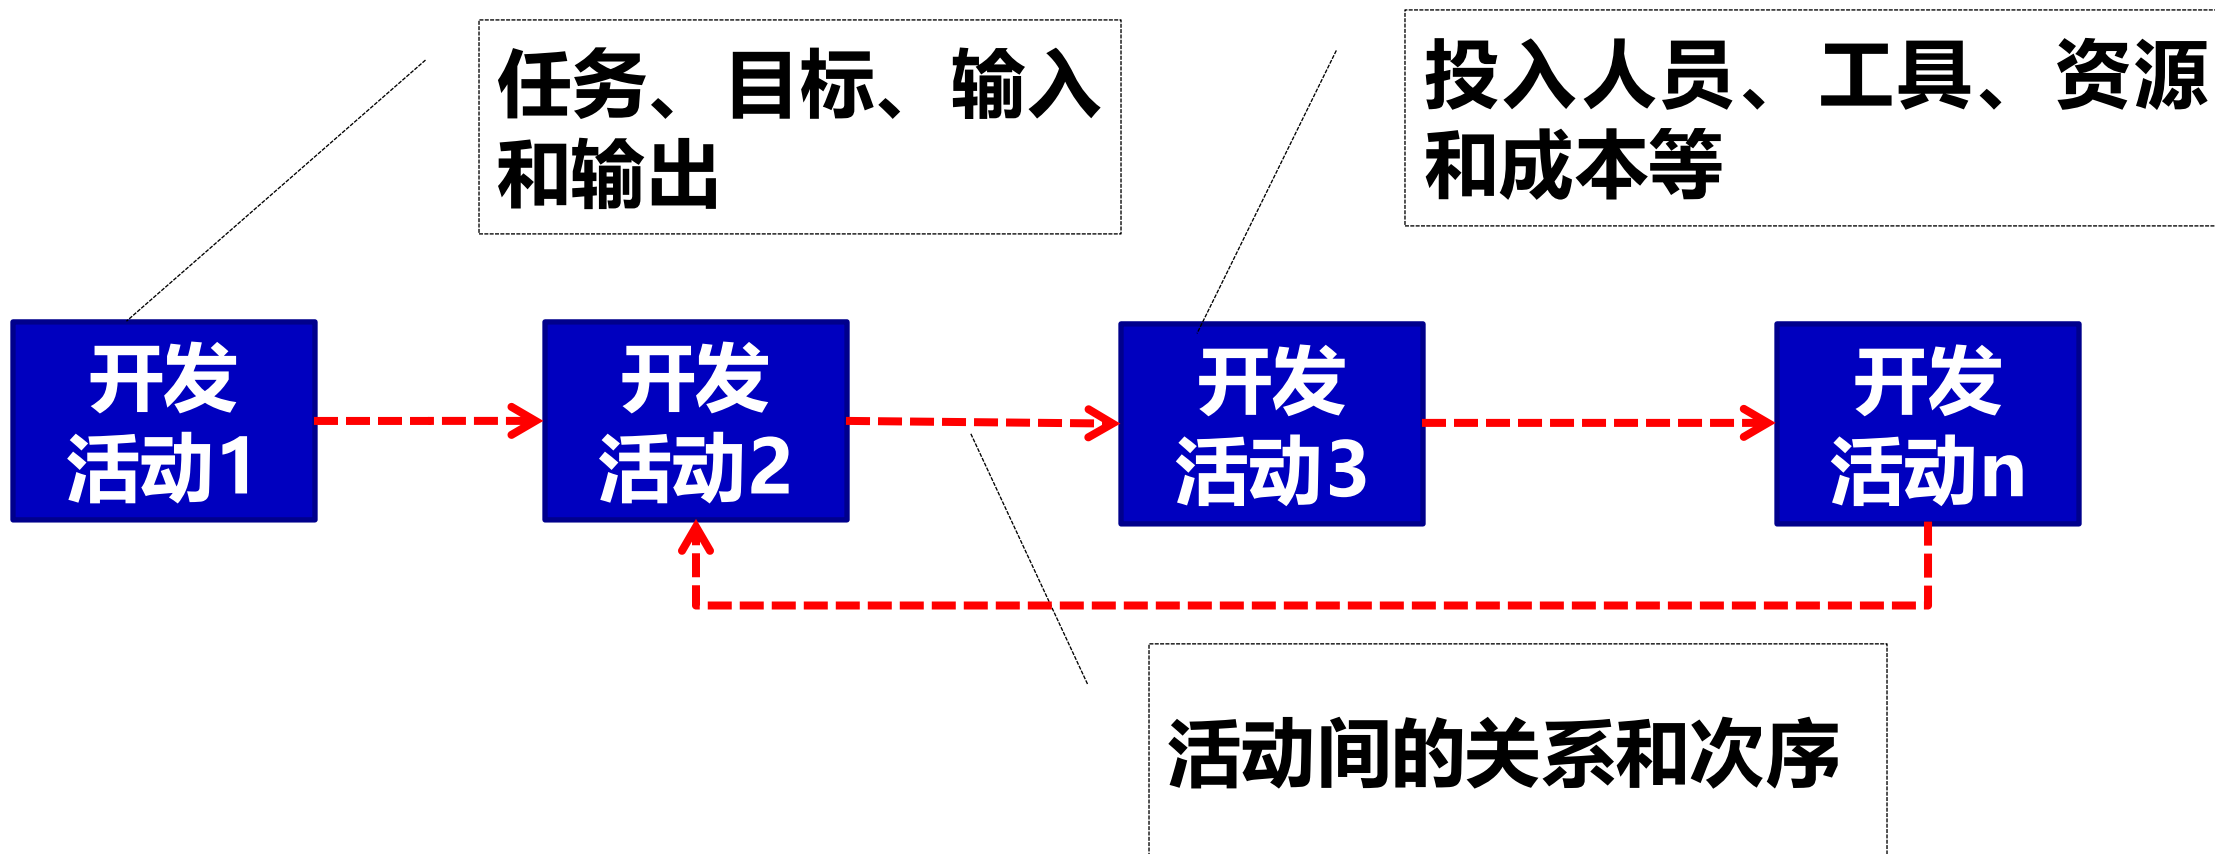 任务、目标、输入
和输出
投入人员、工具、资源
和成本等
开发
活动1
开发
活动2
开发
活动3
开发
活动n
活动间的关系和次序